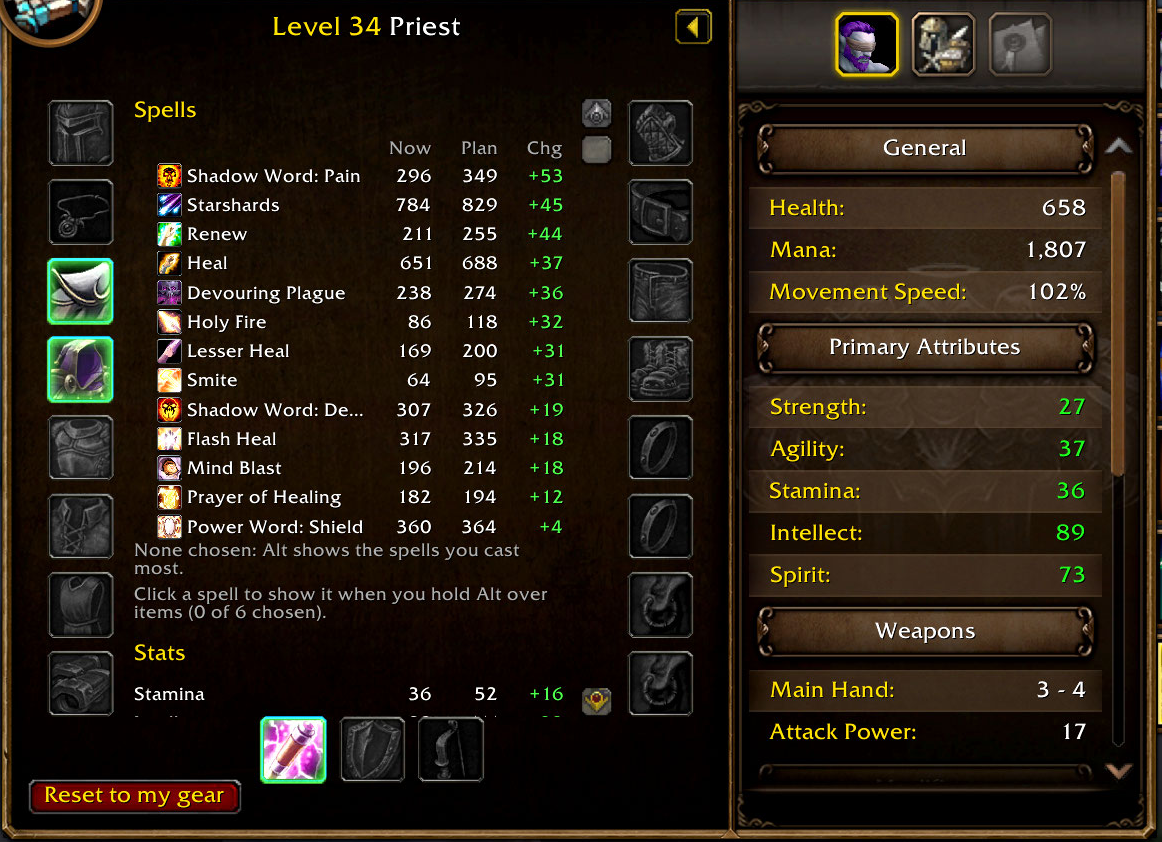 Level 34 Priest
Spells
Now Plan Chg
Shadow Word: Pain 296 349 +53
Starshards 784 829 +45
Renew 211 255 +44
Heal 651 688 +37
Devouring Plague 238 274 +36
Holy Fire 86 118 +32
Lesser Heal 169 200 +31
Smite 64 95 +31
Shadow Word: De... 307 326 +19
Flash Heal 317 335 +18
Mind Blast 196 214 +18
Prayer of Healing 182 194 +12
Power Word: Shield 360 364 +4
None chosen: Alt shows the spells you cast
most.
Click a spell to show it when you hold Alt over
items (0 of 6 chosen).
Stats
Stamina 36 52 +16
Reset to my gear
General
Health: 658
Mana: 1,807
Movement Speed: 102%
Primary Attributes
Strength: 27
Agility: 37
Stamina: 36
Intellect: 89
Spirit: 73
Weapons
Main Hand: 3 - 4
Attack Power: 17